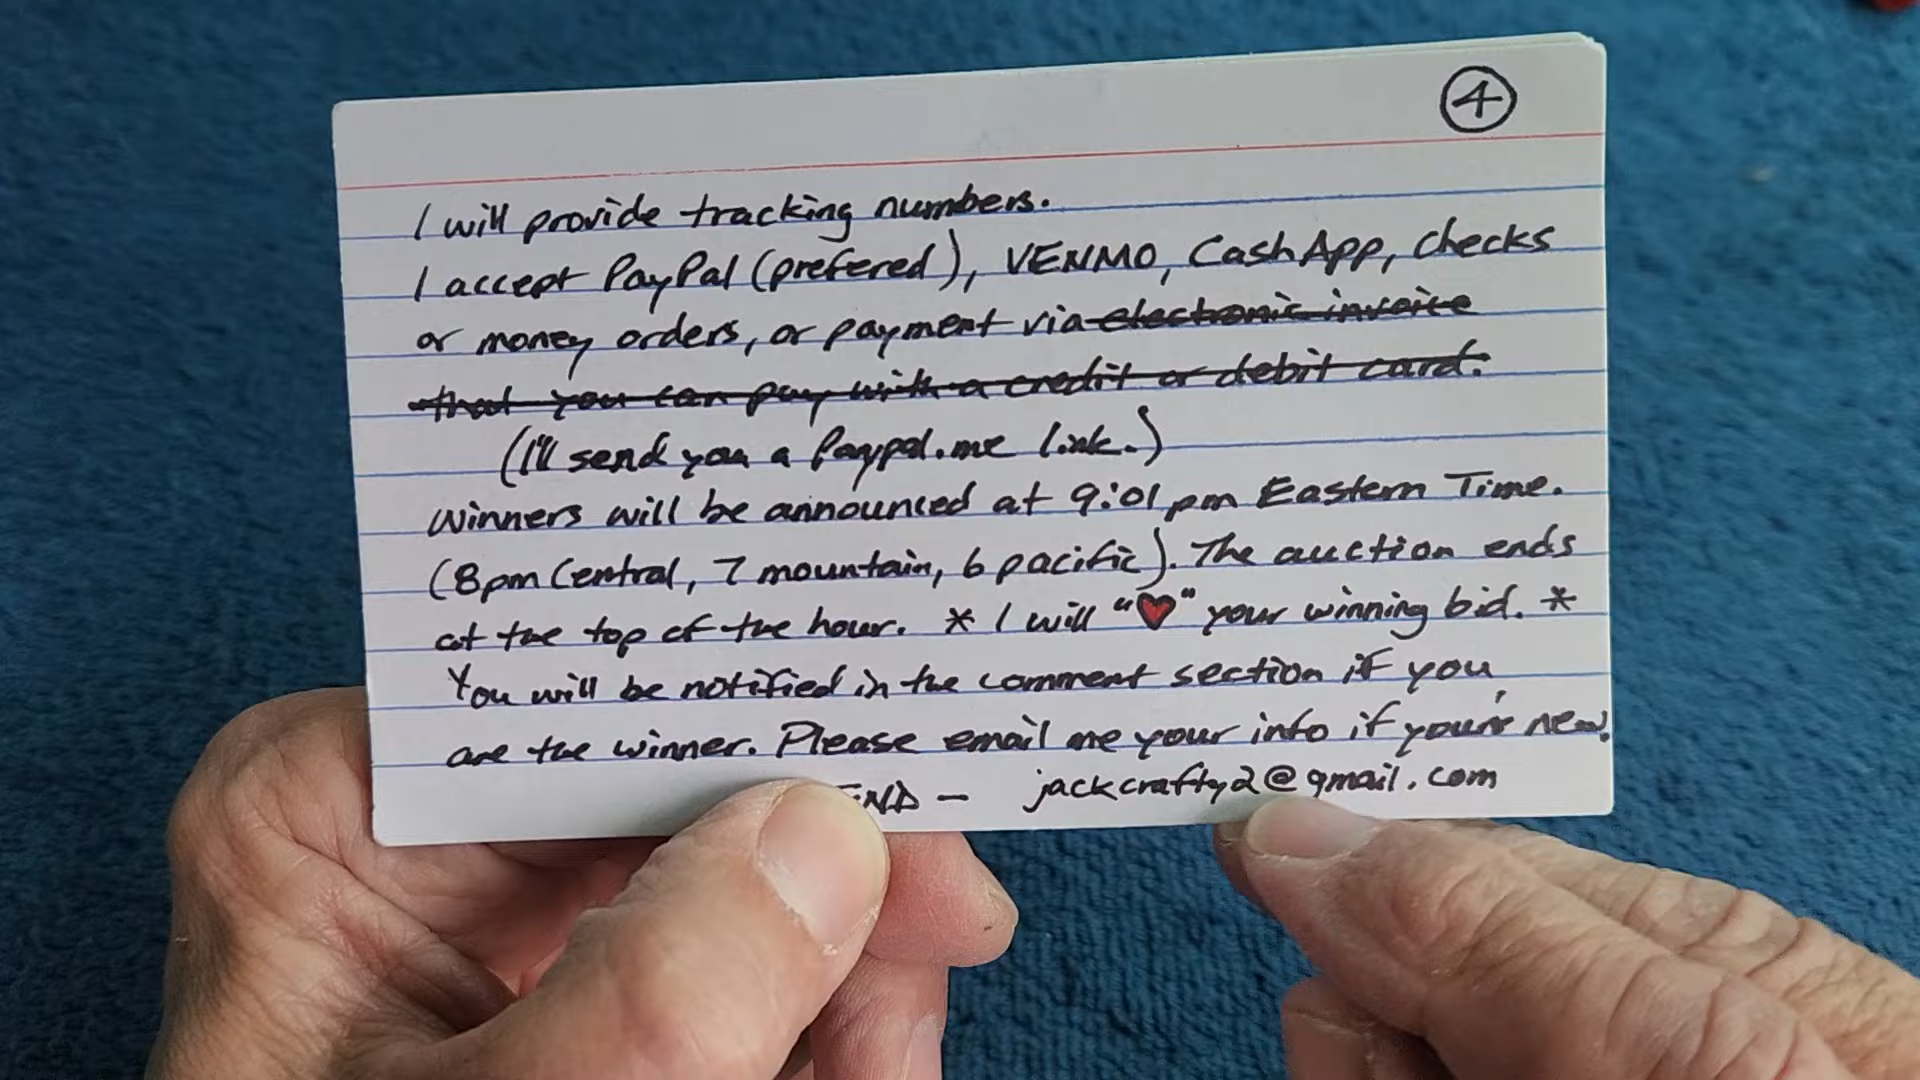 4
I will provide tracking numbers.
I accept PayPal (prefered), VENMO, Cash App, checks
or money orders, or payment via electronic invoice
that you can pay with a credit or debit card.
(I'll send you a Paypal.me link.)
Winners will be announced at 9:01 pm Eastern Time.
(8pm Central, 7 mountain, 6 pacific). The auction ends
at the top of the hour. * I will "♥" your winning bid. *
You will be notified in the comment section if you
are the winner. Please email me your info if you're new!
END - jackcrafty2@gmail.com